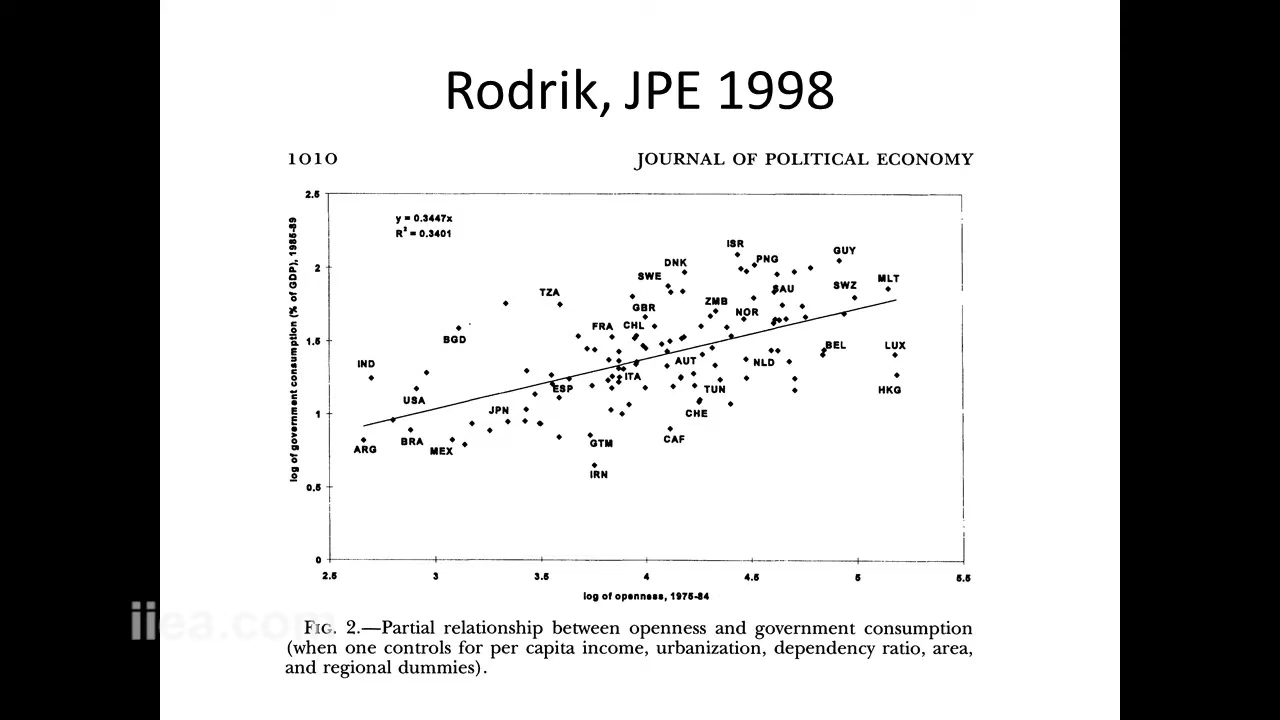 Rodrik, JPE 1998
1010 JOURNAL OF POLITICAL ECONOMY
2.5
y = 0.3447x
R² = 0.3401
log of government consumption (% of GDP), 1985-89
ISR
GUY
PNG
DNK
2
SWE
MLT
SAU
SWZ
TZA
ZMB
GBR
NOR
FRA
CHL
BGD
1.5
BEL
LUX
IND
AUT
NLD
ITA
ESP
TUN
HKG
USA
JPN
CHE
1
BRA
GTM
CAF
ARG
MEX
IRN
0.5
0
2.5 3 3.5 4 4.5 5 5.5
log of openness, 1975-84
iiea.com
FIG. 2.—Partial relationship between openness and government consumption
(when one controls for per capita income, urbanization, dependency ratio, area,
and regional dummies).